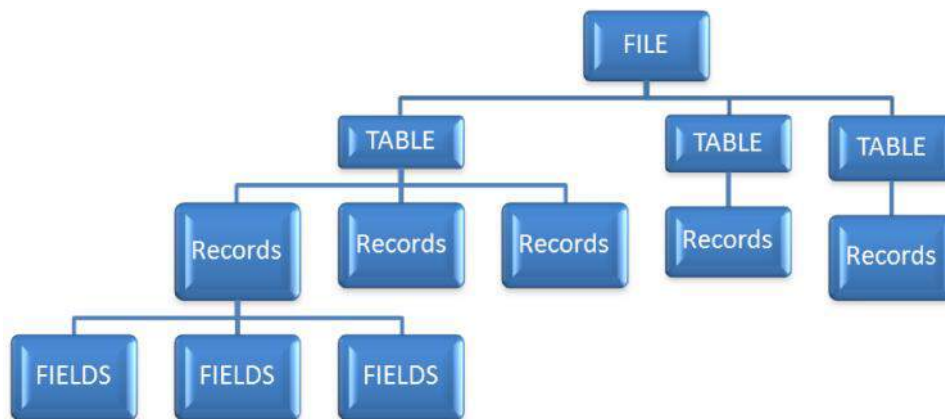 FILE
TABLE
TABLE
TABLE
Records
Records
Records
Records
Records
FIELDS
FIELDS
FIELDS